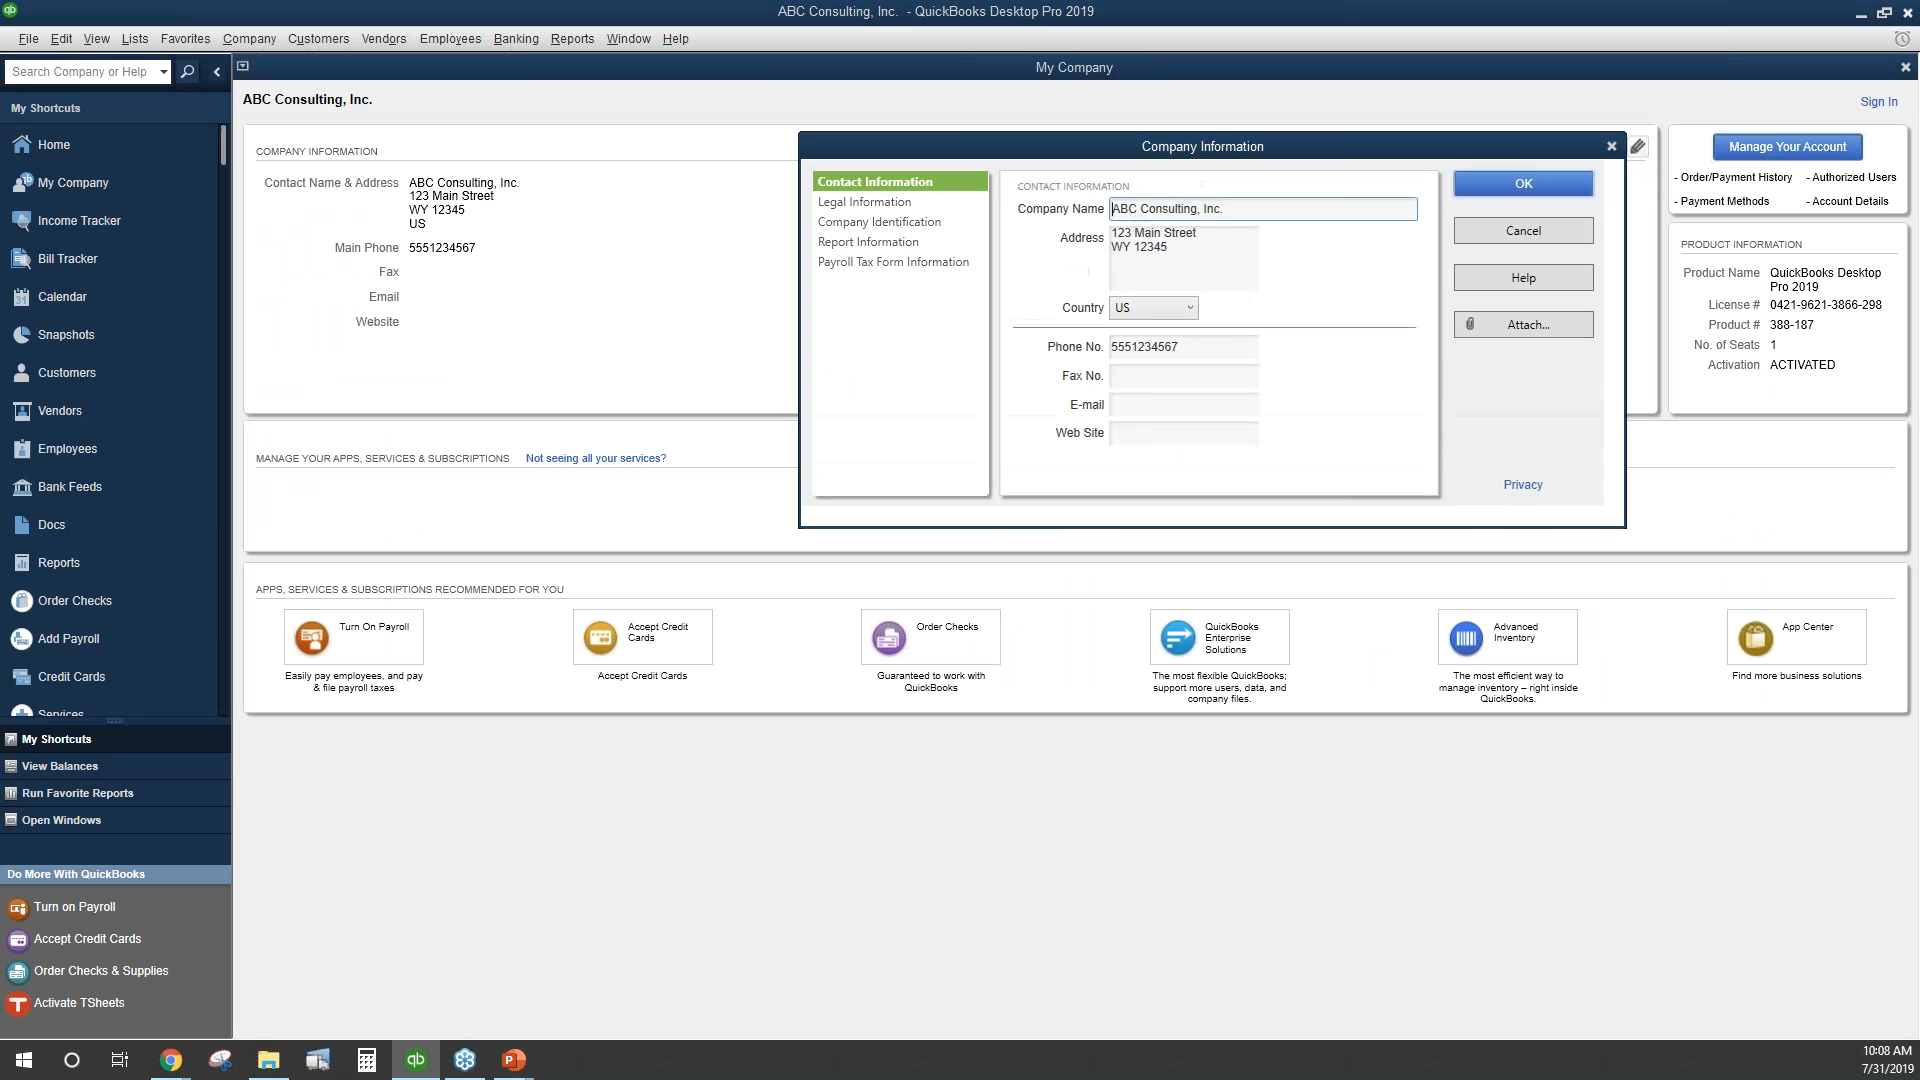 ABC Consulting, Inc.  - QuickBooks Desktop Pro 2019
File Edit View Lists Favorites Company Customers Vendors Employees Banking Reports Window Help
Search Company or Help
My Shortcuts
Home
My Company
Income Tracker
Bill Tracker
Calendar
Snapshots
Customers
Vendors
Employees
Bank Feeds
Docs
Reports
Order Checks
Add Payroll
Credit Cards
Services
My Shortcuts
View Balances
Run Favorite Reports
Open Windows
Do More With QuickBooks
Turn on Payroll
Accept Credit Cards
Order Checks & Supplies
Activate TSheets
My Company
ABC Consulting, Inc.
Sign In
COMPANY INFORMATION
Contact Name & Address ABC Consulting, Inc.
123 Main Street
WY 12345
US
Main Phone 5551234567
Fax
Email
Website
Company Information
Contact Information
Legal Information
Company Identification
Report Information
Payroll Tax Form Information
CONTACT INFORMATION
Company Name ABC Consulting, Inc.
Address 123 Main Street
WY 12345
Country US
Phone No. 5551234567
Fax No.
E-mail
Web Site
OK
Cancel
Help
Attach...
Privacy
Manage Your Account
- Order/Payment History - Authorized Users
- Payment Methods - Account Details
PRODUCT INFORMATION
Product Name QuickBooks Desktop
Pro 2019
License # 0421-9621-3866-298
Product # 388-187
No. of Seats 1
Activation ACTIVATED
MANAGE YOUR APPS, SERVICES & SUBSCRIPTIONS Not seeing all your services?
APPS, SERVICES & SUBSCRIPTIONS RECOMMENDED FOR YOU
Turn On Payroll
Easily pay employees, and pay
& file payroll taxes
Accept Credit
Cards
Accept Credit Cards
Order Checks
Guaranteed to work with
QuickBooks
QuickBooks
Enterprise
Solutions
The most flexible QuickBooks;
support more users, data, and
company files.
Advanced
Inventory
The most efficient way to
manage inventory – right inside
QuickBooks.
App Center
Find more business solutions
10:08 AM
7/31/2019